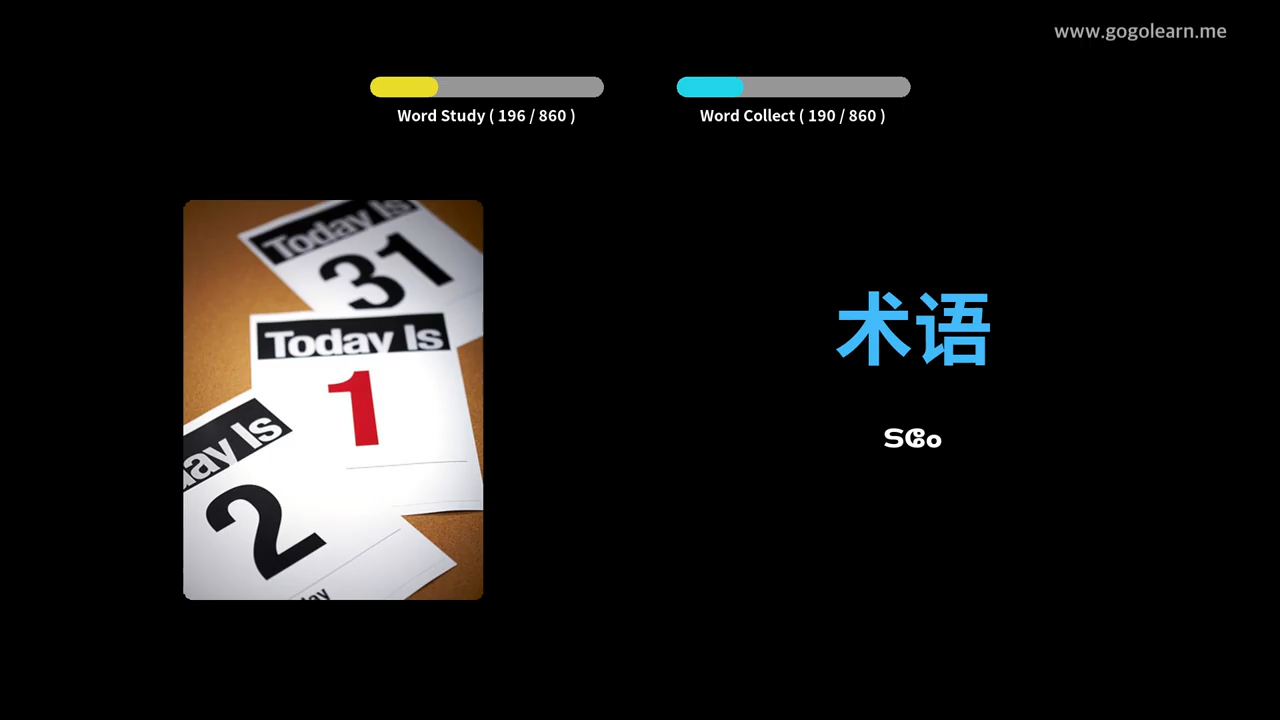 www.gogolearn.me
Word Study ( 196 / 860 )
Word Collect ( 190 / 860 )
Today Is
31
Today Is
1
ay Is
2
术语
ടേം